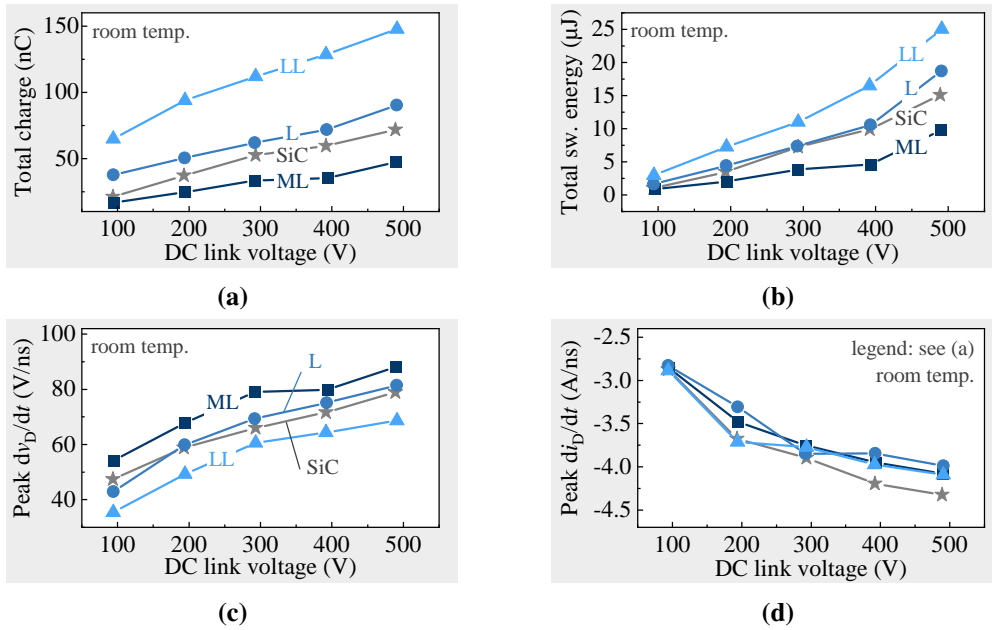 Total charge (nC)
150
100
50
room temp.
LL
L
SiC
ML
100 200 300 400 500
DC link voltage (V)
(a)
Total sw. energy (µJ)
25
20
15
10
5
0
room temp.
LL
L
SiC
ML
100 200 300 400 500
DC link voltage (V)
(b)
Peak dvD/dt (V/ns)
100
80
60
40
room temp.
L
ML
LL
SiC
100 200 300 400 500
DC link voltage (V)
(c)
Peak diD/dt (A/ns)
-2.5
-3.0
-3.5
-4.0
-4.5
legend: see (a)
room temp.
100 200 300 400 500
DC link voltage (V)
(d)